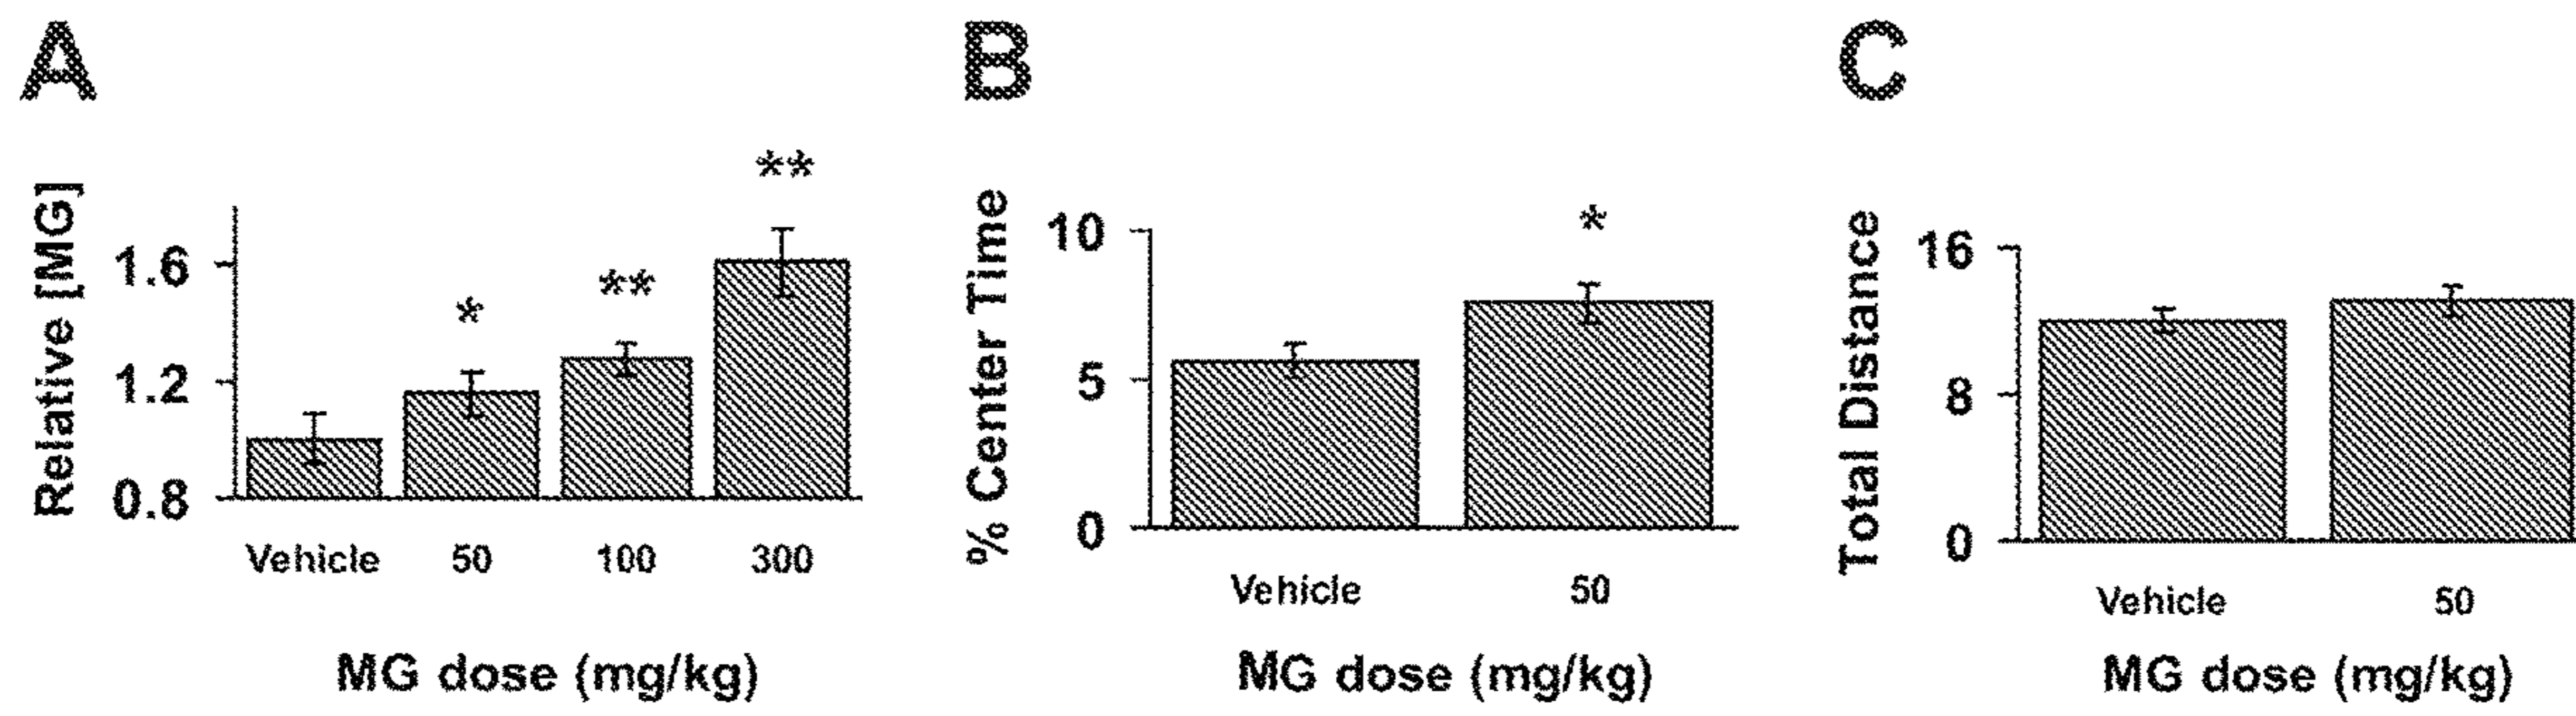 A
Relative [MG]
1.6
1.2
0.8
*
**
**
Vehicle 50 100 300
MG dose (mg/kg)
B
% Center Time
10
5
0
*
Vehicle 50
MG dose (mg/kg)
C
Total Distance
16
8
0
Vehicle 50
MG dose (mg/kg)